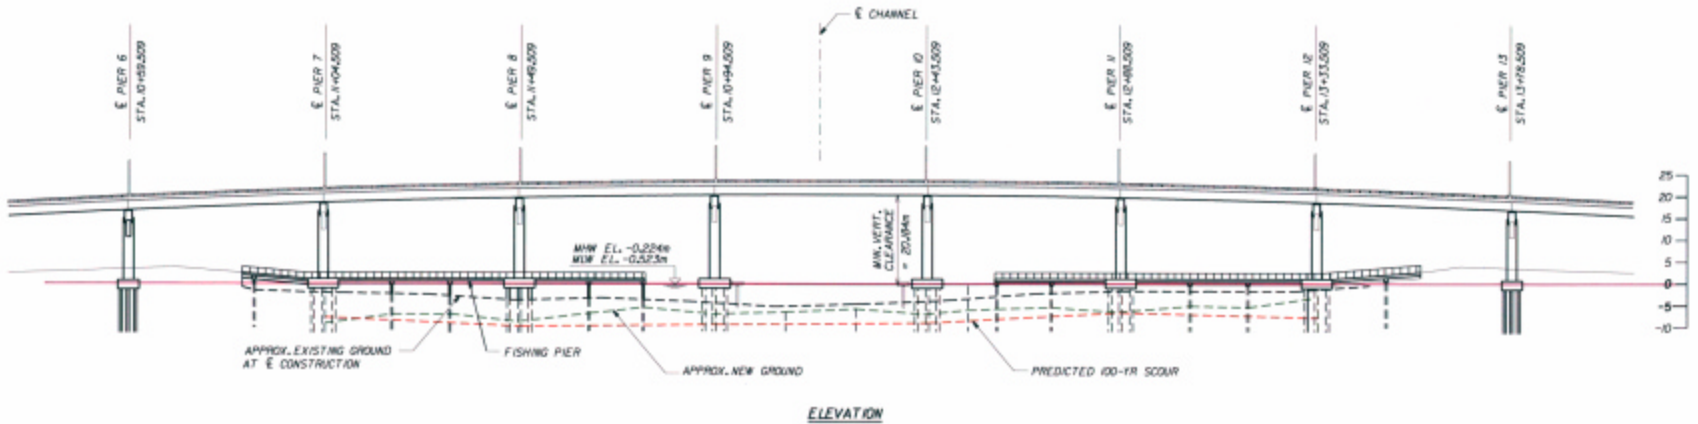 ℄ CHANNEL
℄ PIER 6
STA. 10+59.509
℄ PIER 7
STA. 11+04.509
℄ PIER 8
STA. 11+49.509
℄ PIER 9
STA. 10+94.509
℄ PIER 10
STA. 12+43.509
℄ PIER 11
STA. 12+88.509
℄ PIER 12
STA. 13+33.509
℄ PIER 13
STA. 13+78.509
25
20
15
10
5
0
-5
-10
MHW EL. -0.224m
MLW EL. -0.523m
MIN. VERT.
CLEARANCE
= 20.184m
APPROX. EXISTING GROUND
AT ℄ CONSTRUCTION
FISHING PIER
APPROX. NEW GROUND
PREDICTED 100-YR SCOUR
ELEVATION